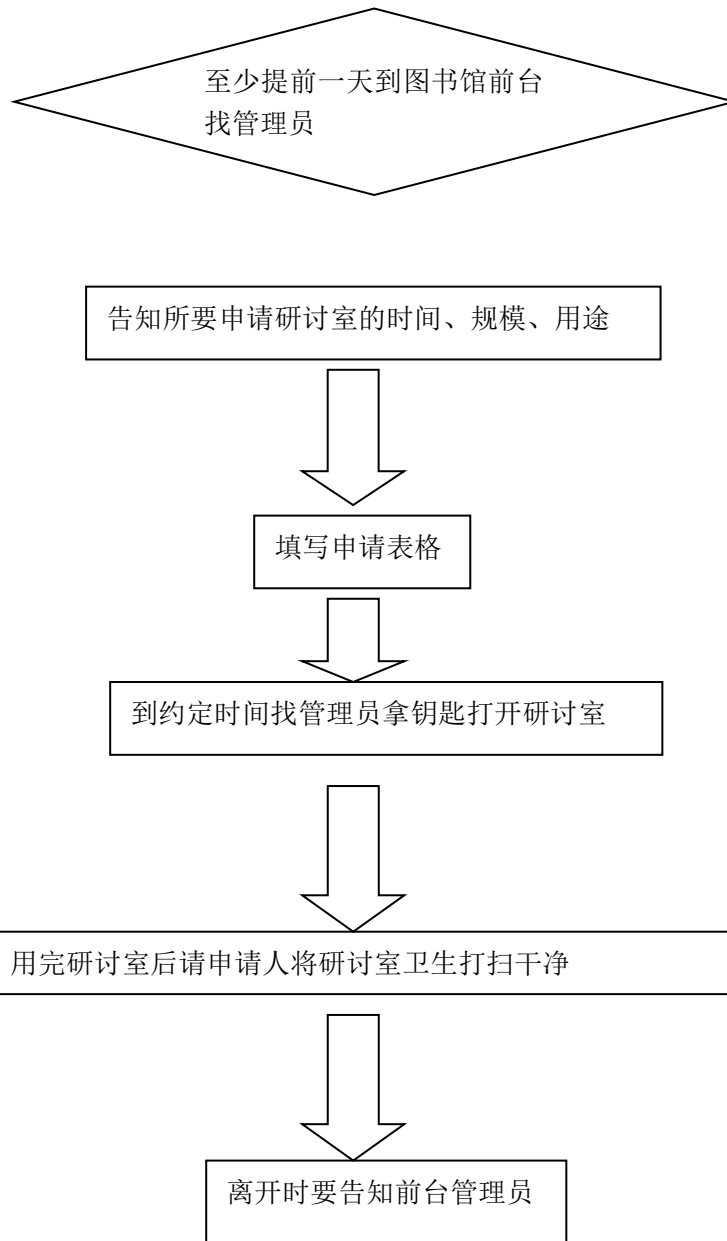 至少提前一天到图书馆前台
找管理员
告知所要申请研讨室的时间、规模、用途
填写申请表格
到约定时间找管理员拿钥匙打开研讨室
用完研讨室后请申请人将研讨室卫生打扫干净
离开时要告知前台管理员